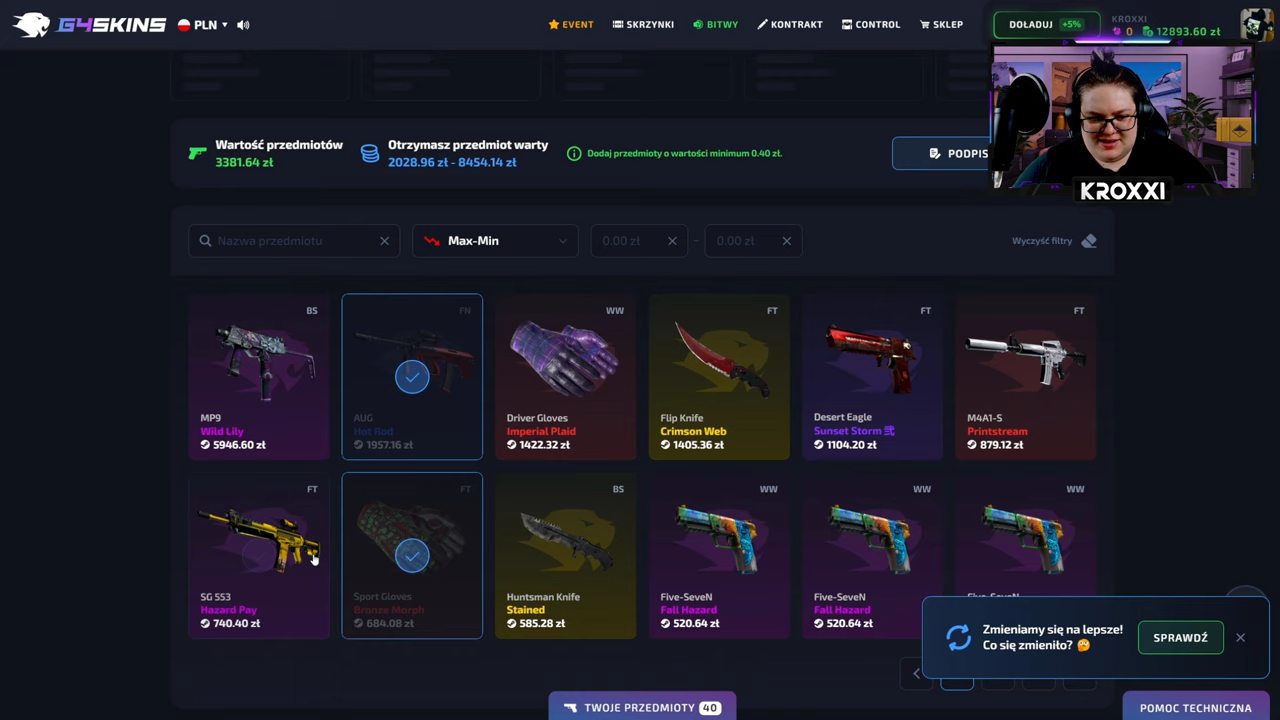 G4SKINS
PLN
EVENT
SKRZYNKI
BITWY
KONTRAKT
CONTROL
SKLEP
DOŁADUJ +5%
KROXXI
0 12893.60 zł
KROXXI
Wartość przedmiotów
3381.64 zł
Otrzymasz przedmiot warty
2028.96 zł - 8454.14 zł
Dodaj przedmioty o wartości minimum 0.40 zł.
Nazwa przedmiotu
Max-Min
0.00 zł
-
0.00 zł
Wyczyść filtry
BS
MP9
Wild Lily
5946.60 zł
FN
AUG
Hot Rod
1957.16 zł
WW
Driver Gloves
Imperial Plaid
1422.32 zł
FT
Flip Knife
Crimson Web
1405.36 zł
FT
Desert Eagle
Sunset Storm 弐
1104.20 zł
FT
M4A1-S
Printstream
879.12 zł
FT
SG 553
Hazard Pay
740.40 zł
FT
Sport Gloves
Bronze Morph
684.08 zł
BS
Huntsman Knife
Stained
585.28 zł
WW
Five-SeveN
Fall Hazard
520.64 zł
WW
Five-SeveN
Fall Hazard
520.64 zł
WW
Five-SeveN
Zmieniamy się na lepsze!
Co się zmieniło? 🤔
SPRAWDŹ
TWOJE PRZEDMIOTY 40
POMOC TECHNICZNA